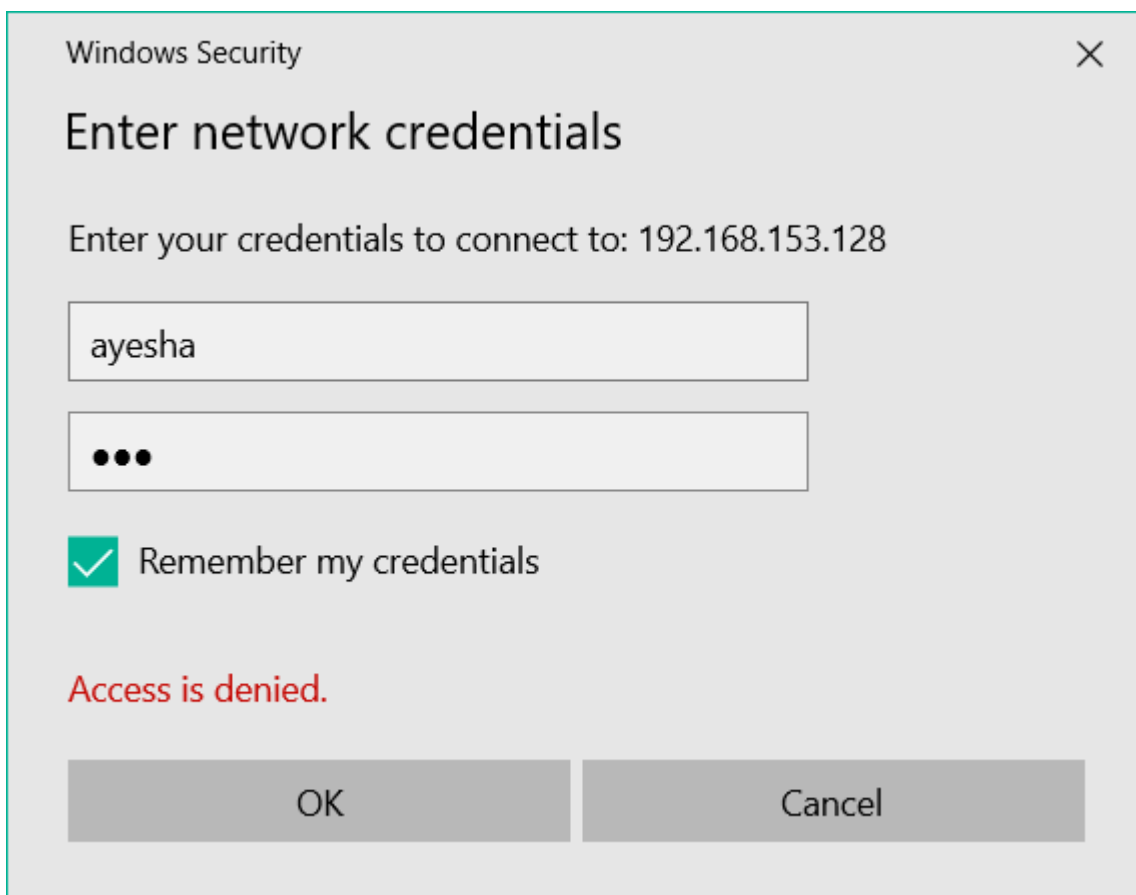 Windows Security
Enter network credentials
Enter your credentials to connect to: 192.168.153.128
ayesha
●●●
Remember my credentials
Access is denied.
OK Cancel